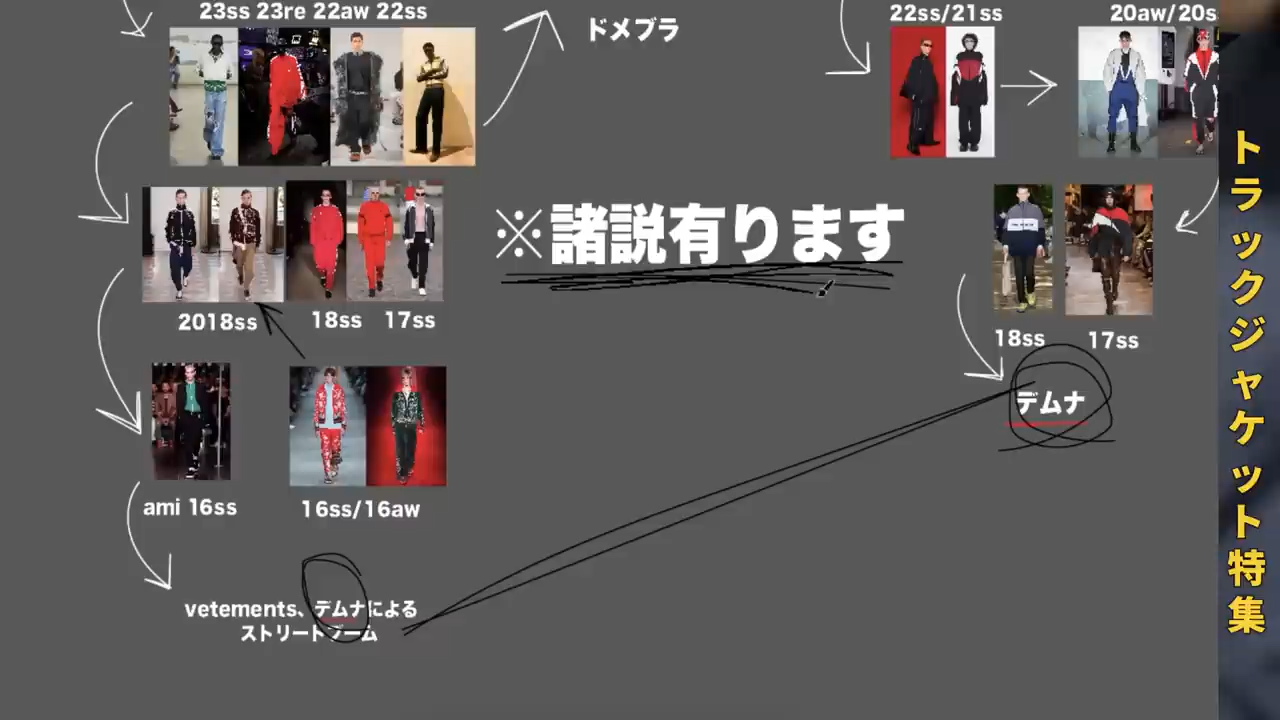 23ss 23re 22aw 22ss
ドメブラ
22ss/21ss
20aw/20s
※諸説有ります
2018ss
18ss
17ss
18ss
17ss
デムナ
ami 16ss
16ss/16aw
vetements、デムナによる
ストリートブーム
トラックジャケット特集